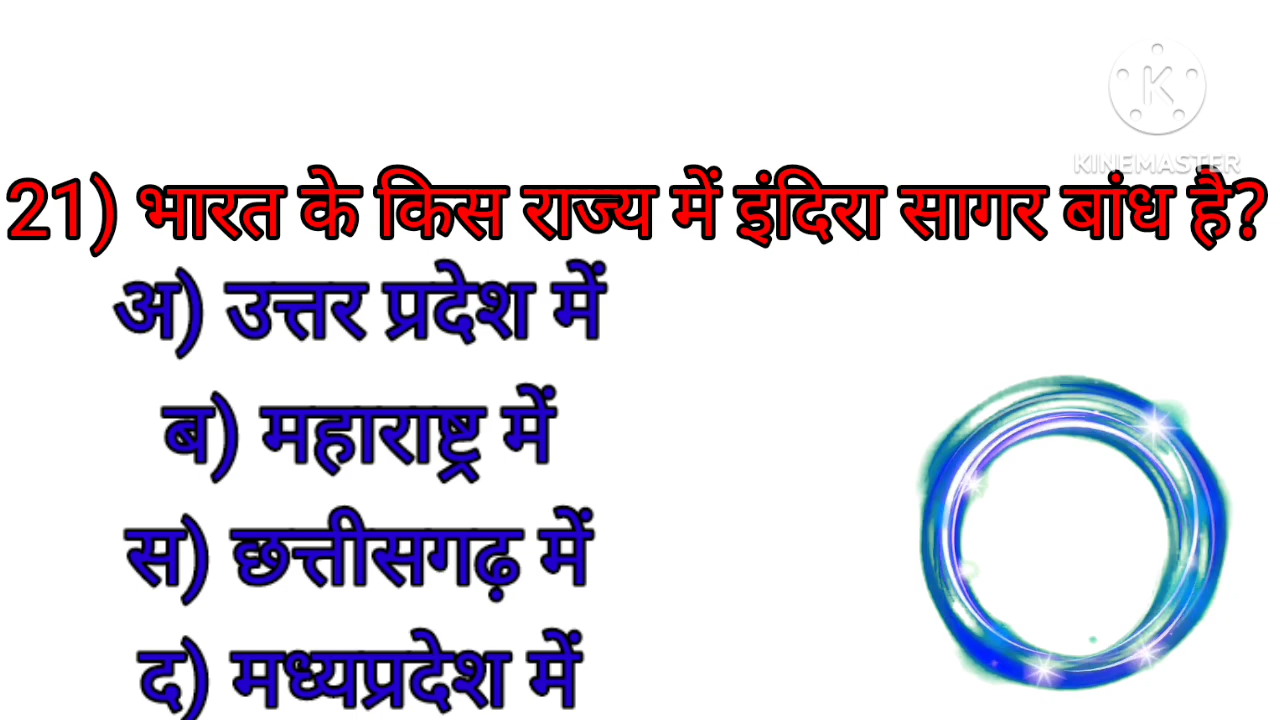 K
KINEMASTER
21) भारत के किस राज्य में इंदिरा सागर बांध है?
अ) उत्तर प्रदेश में
ब) महाराष्ट्र में
स) छत्तीसगढ़ में
द) मध्यप्रदेश में